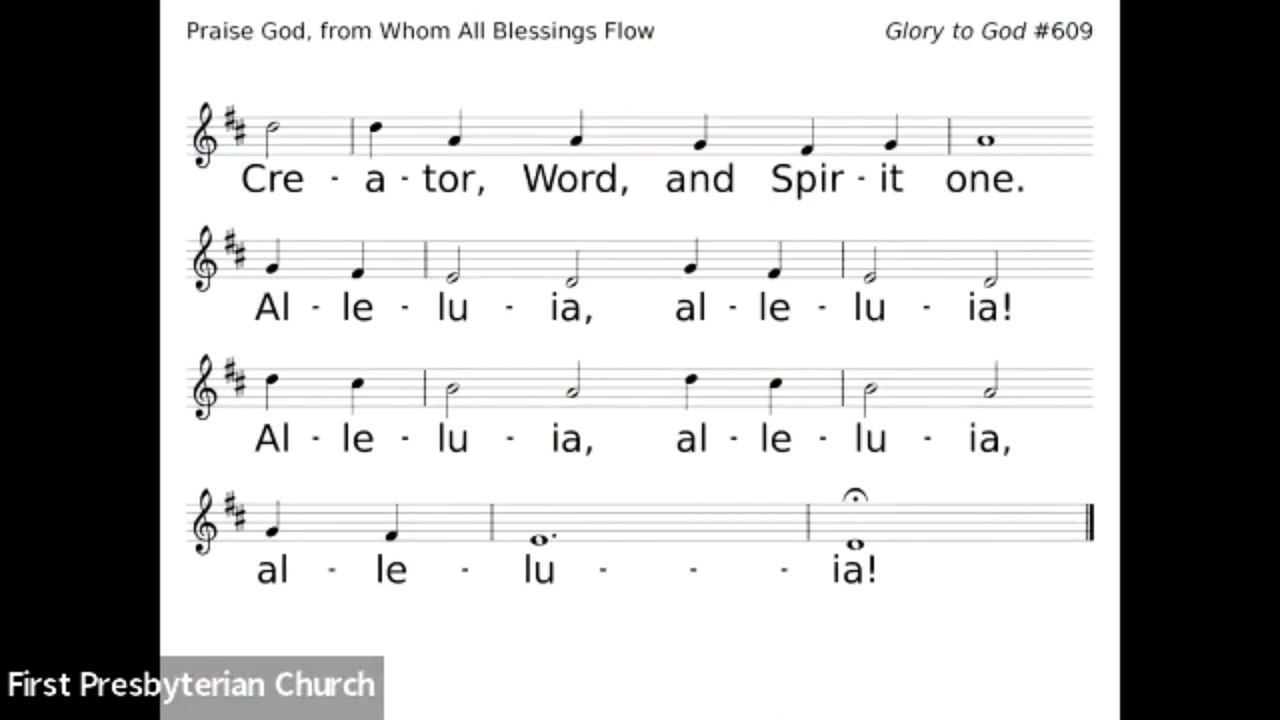 Praise God, from Whom All Blessings Flow
Glory to God #609
Cre - a - tor, Word, and Spir - it one.
Al - le - lu - ia, al - le - lu - ia!
Al - le - lu - ia, al - le - lu - ia,
al - le - lu - - - ia!
First Presbyterian Church